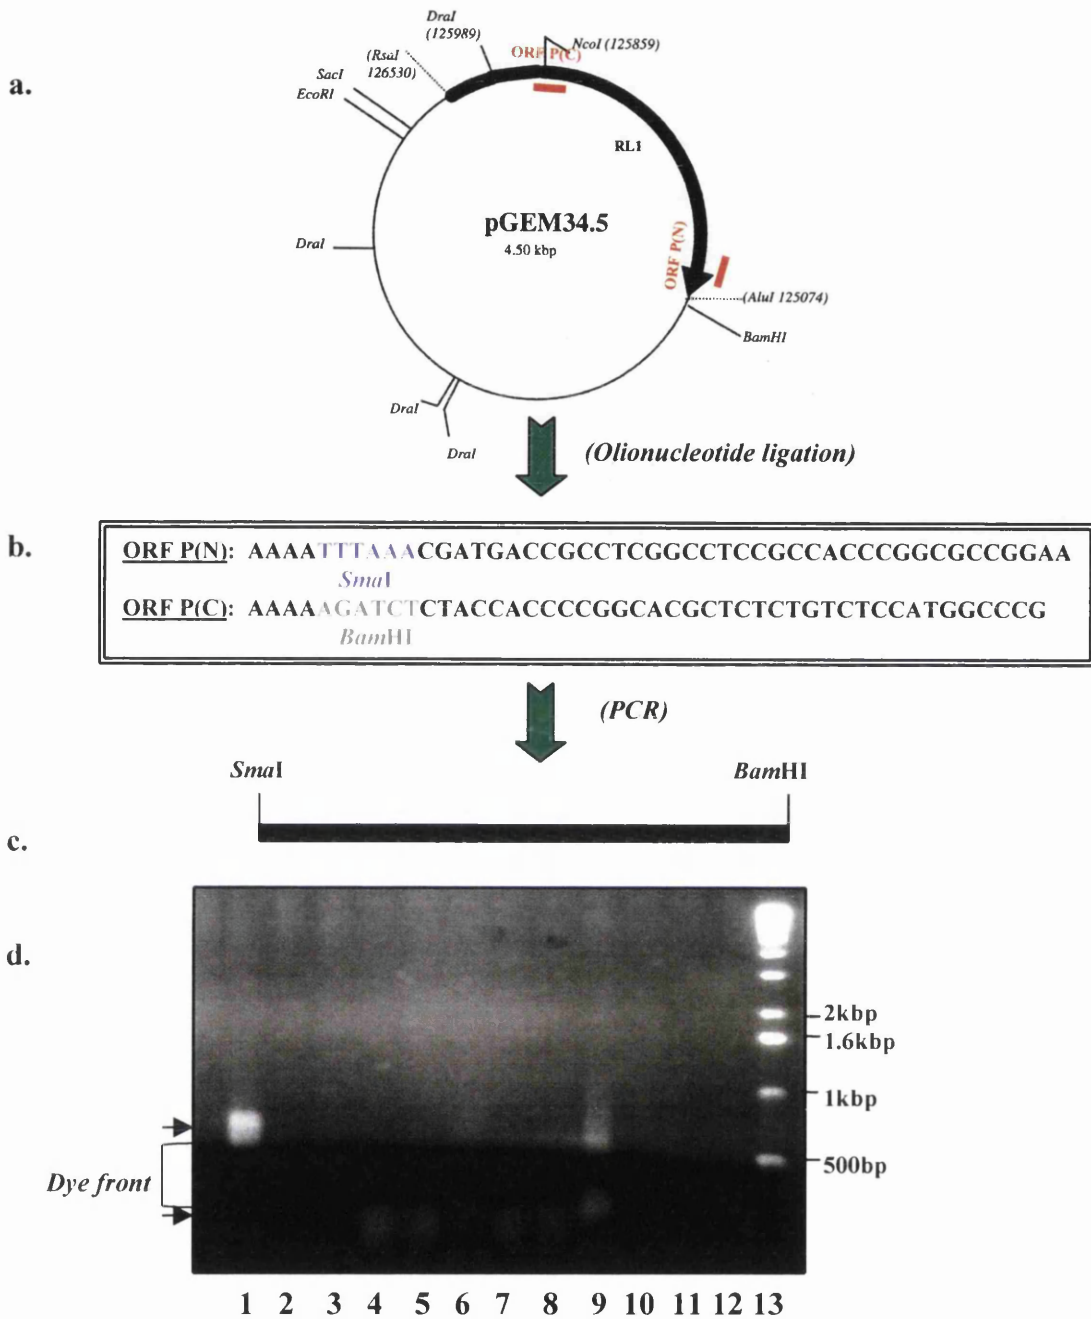 a.
DraI
(125989)
ORF P(C)
NcoI (125859)
(RsaI
126530)
SacI
EcoRI
RL1
pGEM34.5
4.50 kbp
ORF P(N)
DraI
(AluI 125074)
BamHI
DraI
DraI
(Olionucleotide ligation)
b.
ORF P(N): AAAATTTAAACGATGACCGCCTCGGCCTCCGCCACCCGGCGCCGGAA
SmaI
ORF P(C): AAAAAGATCTCTACCACCCCGGCACGCTCTCTGTCTCCATGGCCCG
BamHI
(PCR)
SmaI BamHI
c.
d.
2kbp
1.6kbp
1kbp
500bp
Dye front
1 2 3 4 5 6 7 8 9 10 11 12 13